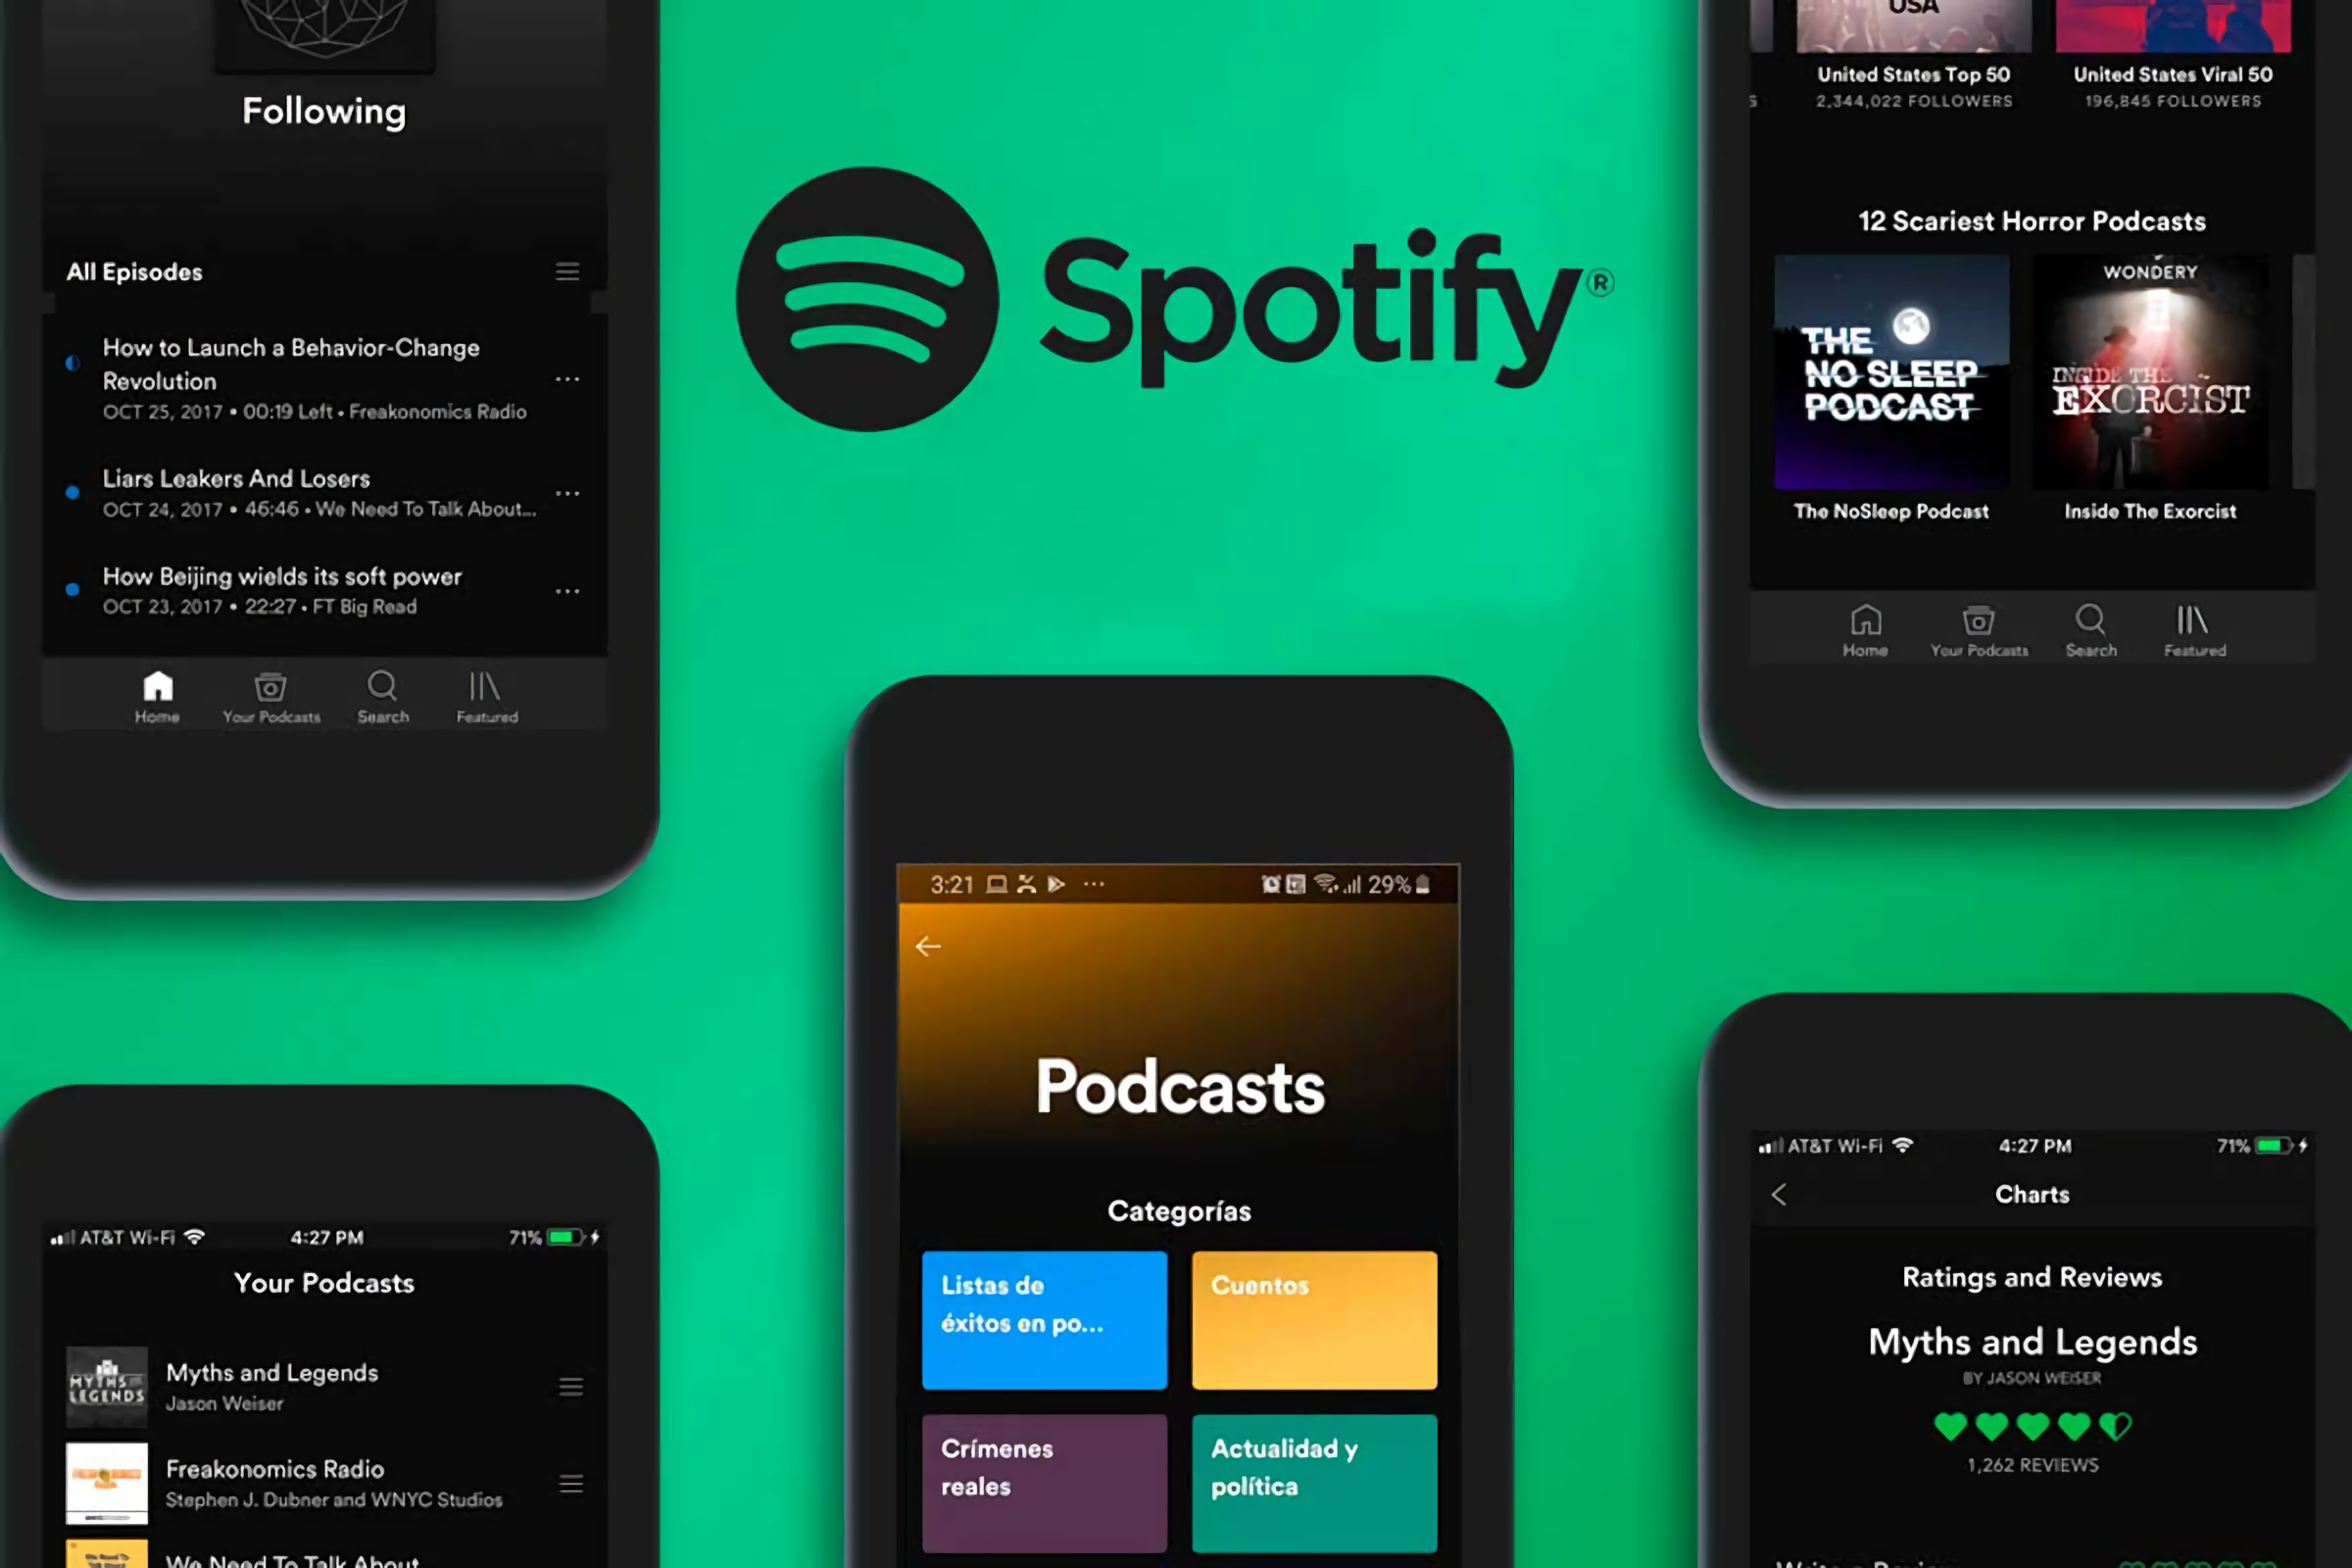 Following
All Episodes
How to Launch a Behavior-Change
Revolution
OCT 25, 2017 • 00:19 Left • Freakonomics Radio
Liars Leakers And Losers
OCT 24, 2017 • 46:46 • We Need To Talk About...
How Beijing wields its soft power
OCT 23, 2017 • 22:27 • FT Big Read
Home
Your Podcasts
Search
Featured
Spotify®
USA
United States Top 50
2,344,022 FOLLOWERS
United States Viral 50
196,845 FOLLOWERS
12 Scariest Horror Podcasts
THE
NO SLEEP
PODCAST
The NoSleep Podcast
WONDERY
INSIDE THE
EXORCIST
Inside The Exorcist
Home
Your Podcasts
Search
Featured
AT&T Wi-Fi
4:27 PM
71%
Your Podcasts
MYTHS
LEGENDS
Myths and Legends
Jason Weiser
Freakonomics Radio
Stephen J. Dubner and WNYC Studios
We Need To Talk About
3:21
29%
Podcasts
Categorías
Listas de
éxitos en po...
Cuentos
Crímenes
reales
Actualidad y
política
AT&T Wi-Fi
4:27 PM
71%
Charts
Ratings and Reviews
Myths and Legends
BY JASON WEISER
1,262 REVIEWS